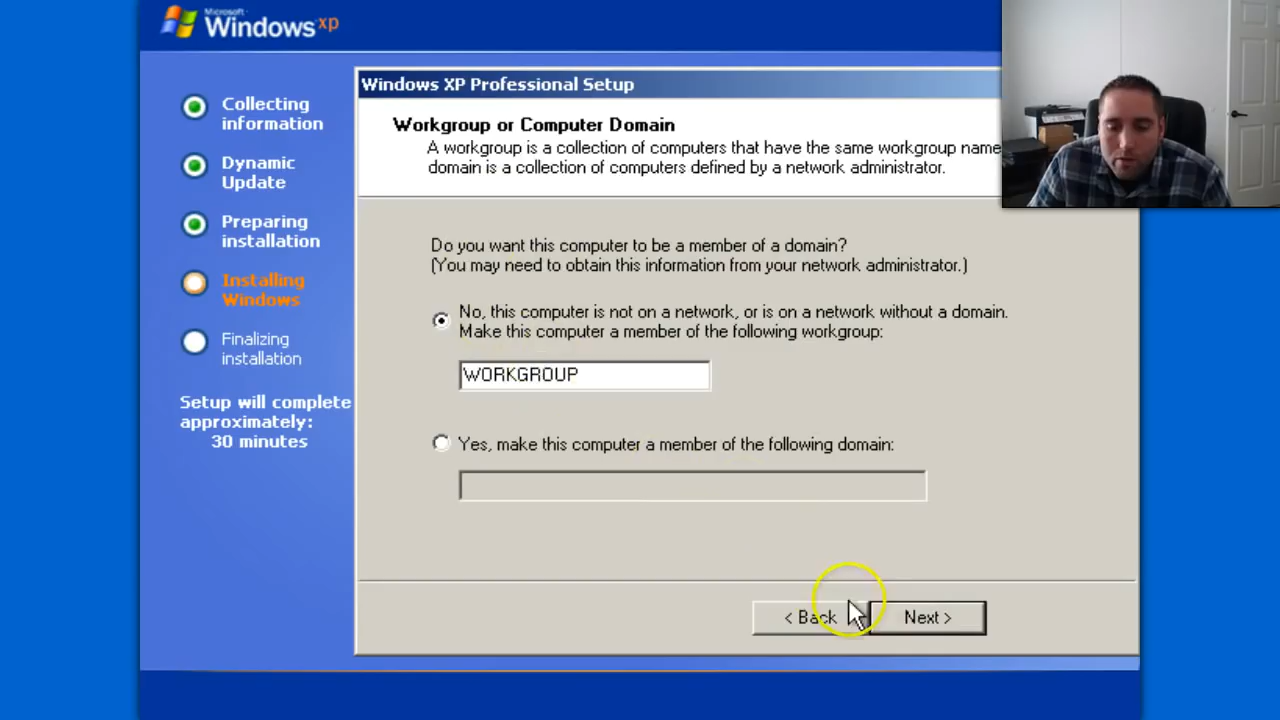 Microsoft
Windows xp
Collecting
information
Dynamic
Update
Preparing
installation
Installing
Windows
Finalizing
installation
Setup will complete
approximately:
30 minutes
Windows XP Professional Setup
Workgroup or Computer Domain
A workgroup is a collection of computers that have the same workgroup name
domain is a collection of computers defined by a network administrator.
Do you want this computer to be a member of a domain?
(You may need to obtain this information from your network administrator.)
No, this computer is not on a network, or is on a network without a domain.
Make this computer a member of the following workgroup:
WORKGROUP
Yes, make this computer a member of the following domain:
< Back
Next >